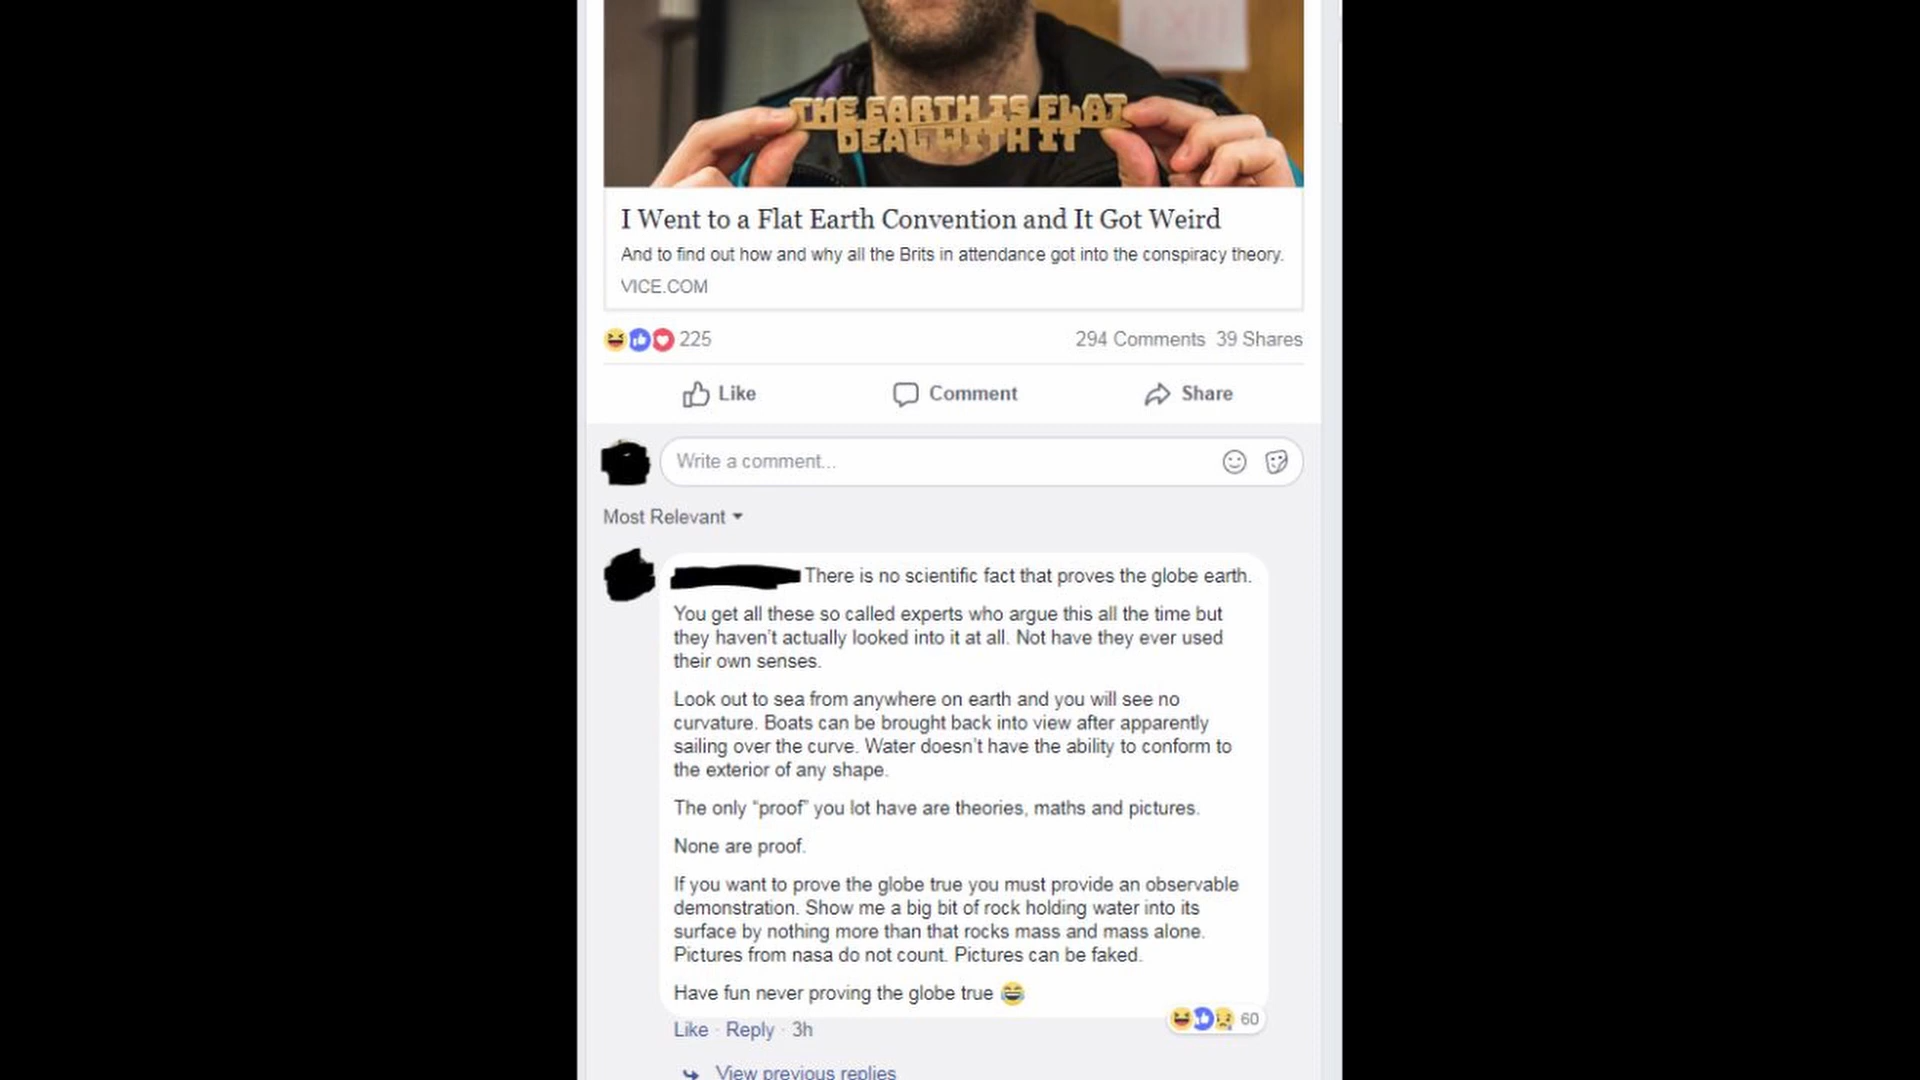 THE EARTH IS FLAT
DEAL WITH IT
I Went to a Flat Earth Convention and It Got Weird
And to find out how and why all the Brits in attendance got into the conspiracy theory.
VICE.COM
225
294 Comments 39 Shares
Like Comment Share
Write a comment...
Most Relevant
There is no scientific fact that proves the globe earth.
You get all these so called experts who argue this all the time but
they haven't actually looked into it at all. Not have they ever used
their own senses.
Look out to sea from anywhere on earth and you will see no
curvature. Boats can be brought back into view after apparently
sailing over the curve. Water doesn't have the ability to conform to
the exterior of any shape.
The only “proof” you lot have are theories, maths and pictures.
None are proof.
If you want to prove the globe true you must provide an observable
demonstration. Show me a big bit of rock holding water into its
surface by nothing more than that rocks mass and mass alone.
Pictures from nasa do not count. Pictures can be faked.
Have fun never proving the globe true 😂
60
Like · Reply · 3h
View previous replies